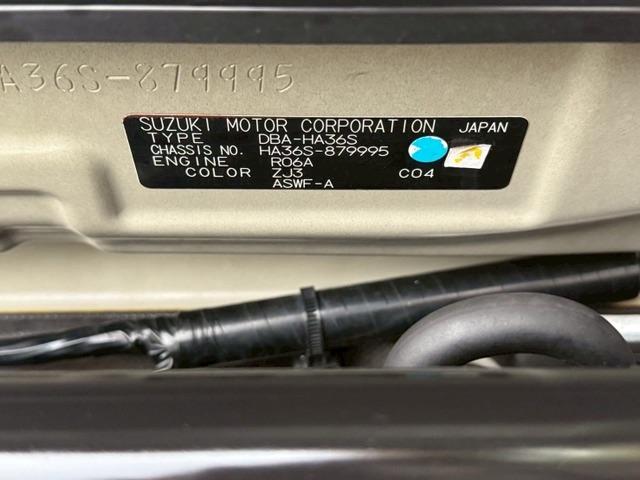 A36S-879995
SUZUKI MOTOR CORPORATION JAPAN
TYPE DBA-HA36S
CHASSIS NO. HA36S-879995
ENGINE R06A
COLOR ZJ3 C04
ASWF-A